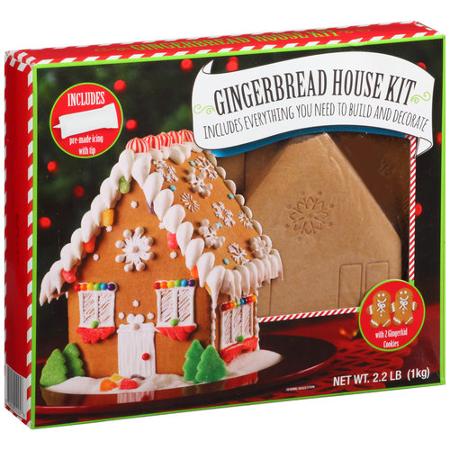 GINGERBREAD HOUSE KIT
GINGERBREAD HOUSE KIT
INCLUDES EVERYTHING YOU NEED TO BUILD AND DECORATE
INCLUDES
pre-made icing
with tip
with 2 Gingerkid
Cookies
NET WT. 2.2 LB (1kg)